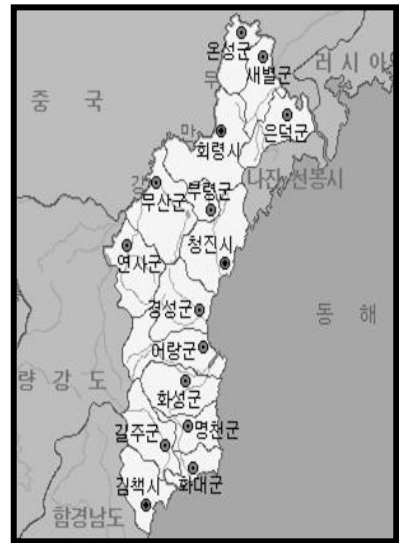 온성군
새별군
러시아
두
중국
은덕군
만
회령시
나진·선봉시
강
무산군
부령군
청진시
연사군
경성군
동해
어랑군
화성군
량강도
길주군
명천군
화대군
김책시
함경남도